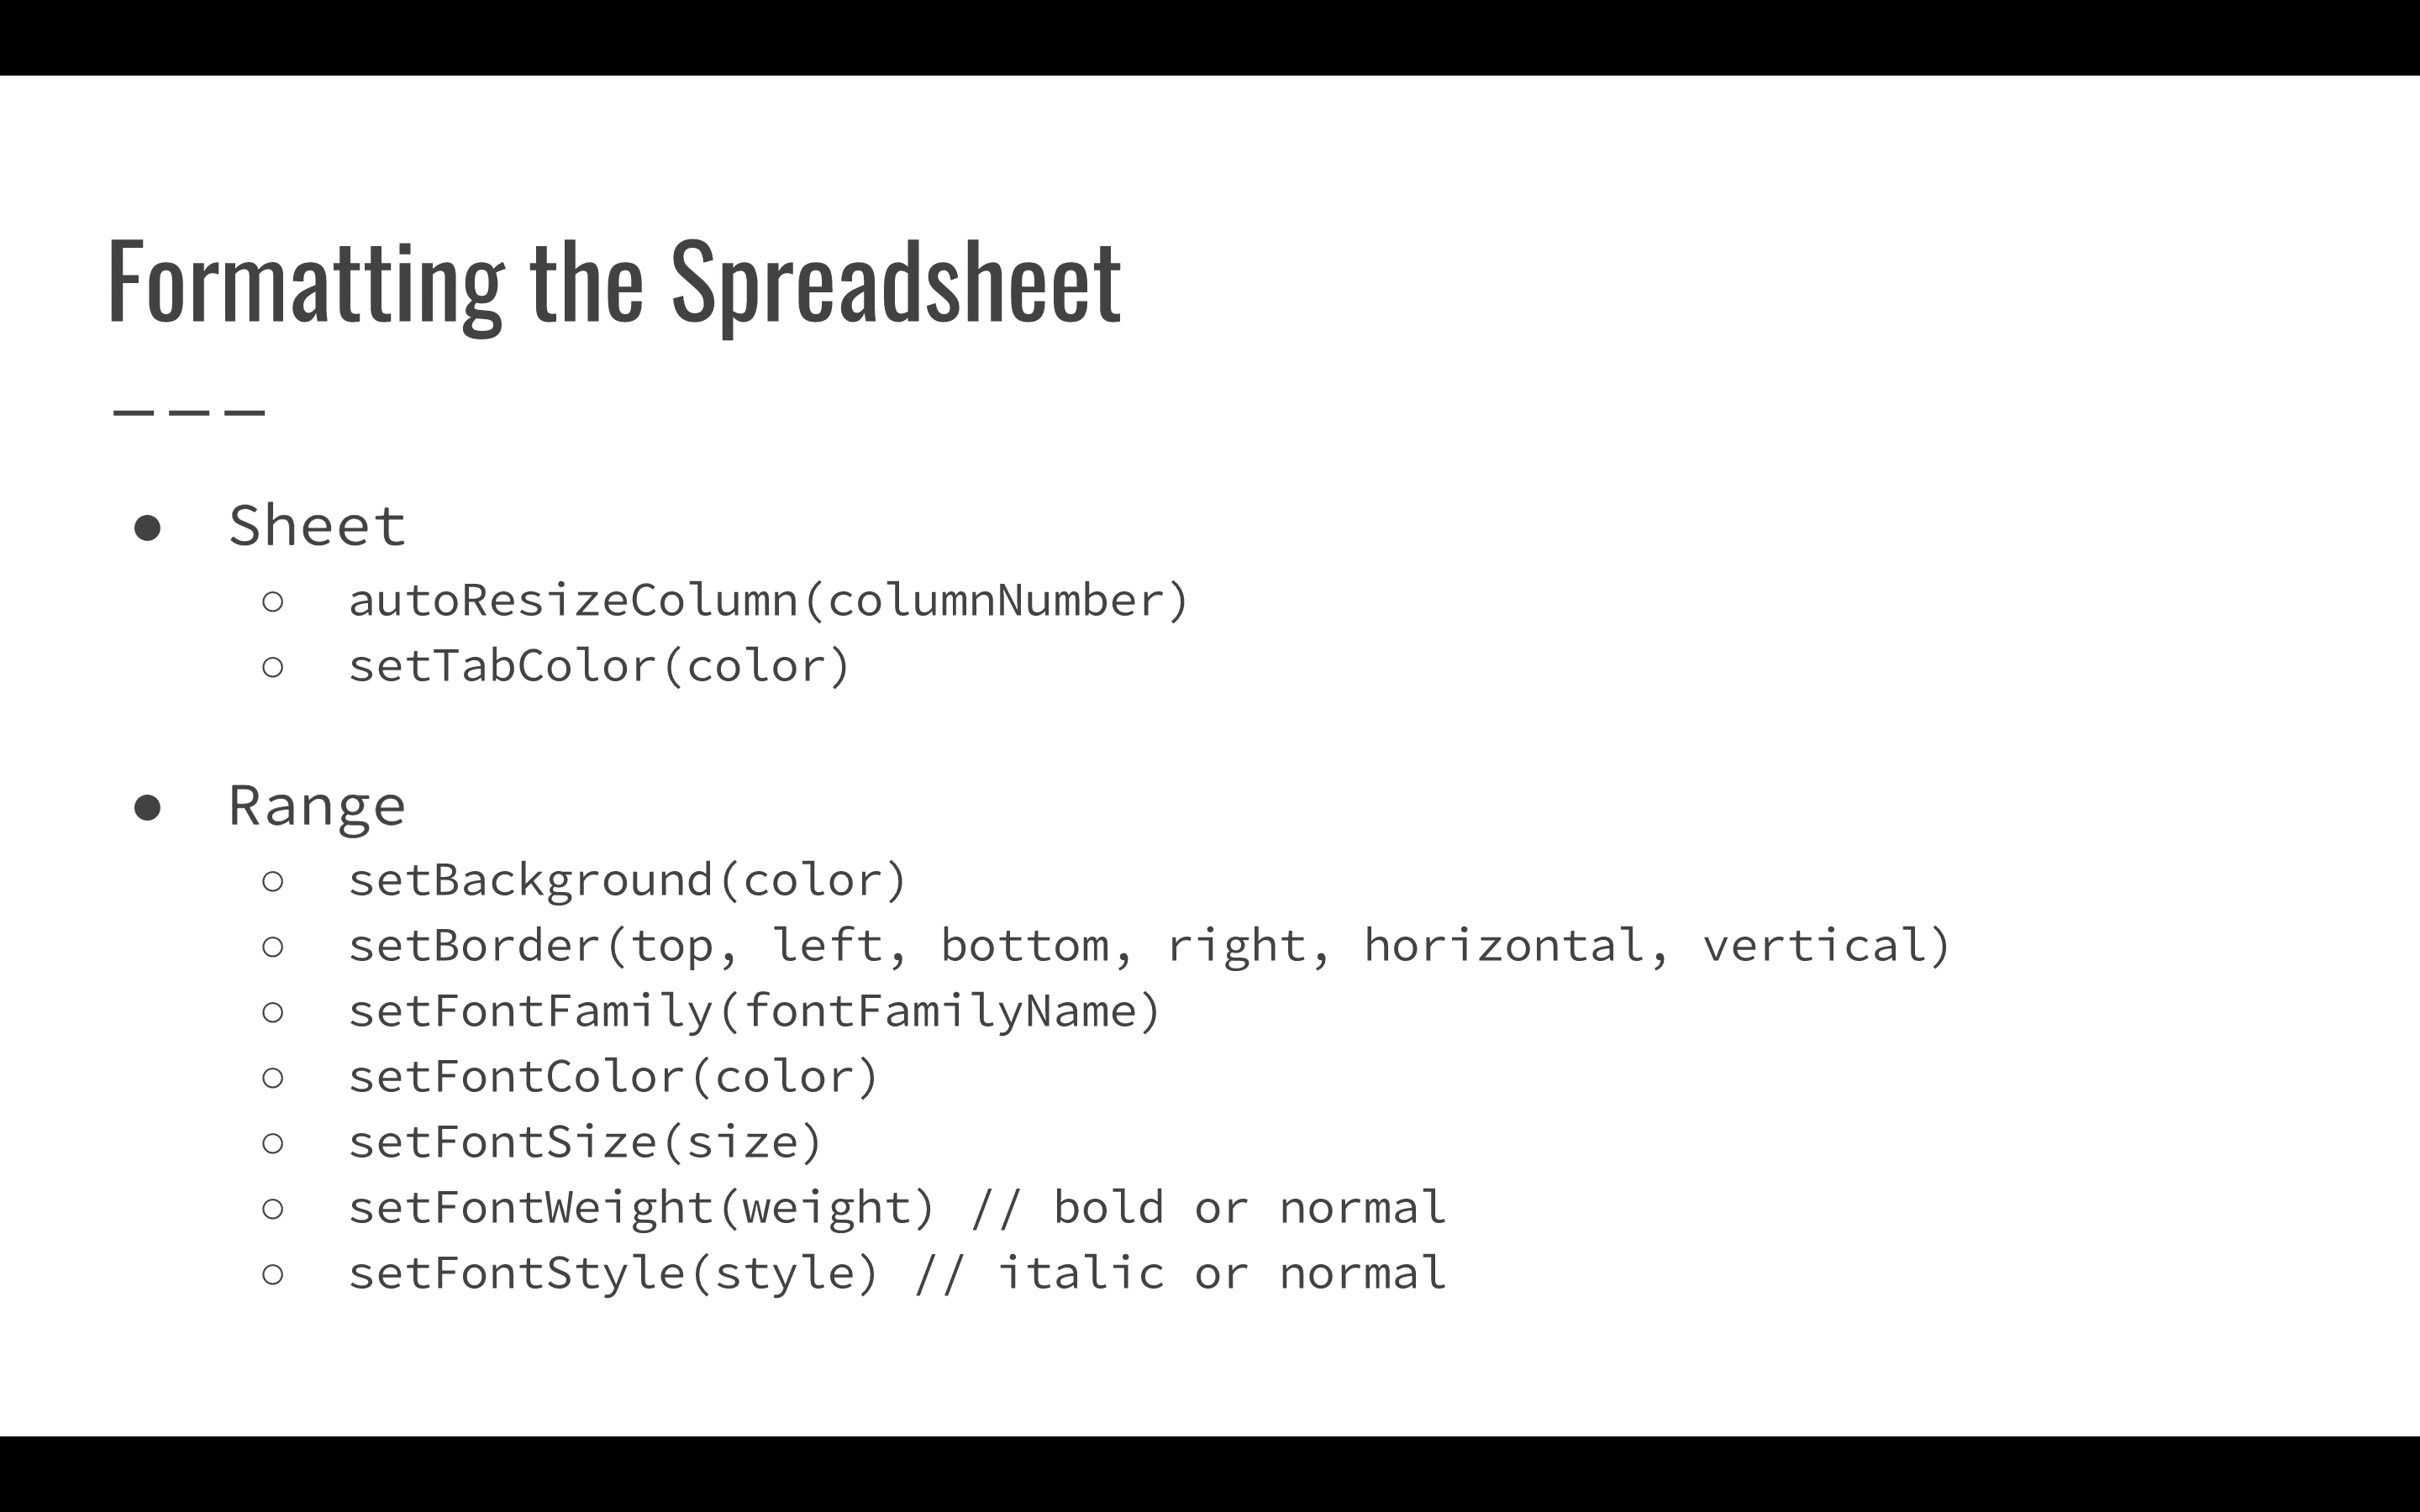 Formatting the Spreadsheet
___
● Sheet
○ autoResizeColumn(columnNumber)
○ setTabColor(color)
● Range
○ setBackground(color)
○ setBorder(top, left, bottom, right, horizontal, vertical)
○ setFontFamily(fontFamilyName)
○ setFontColor(color)
○ setFontSize(size)
○ setFontWeight(weight) // bold or normal
○ setFontStyle(style) // italic or normal